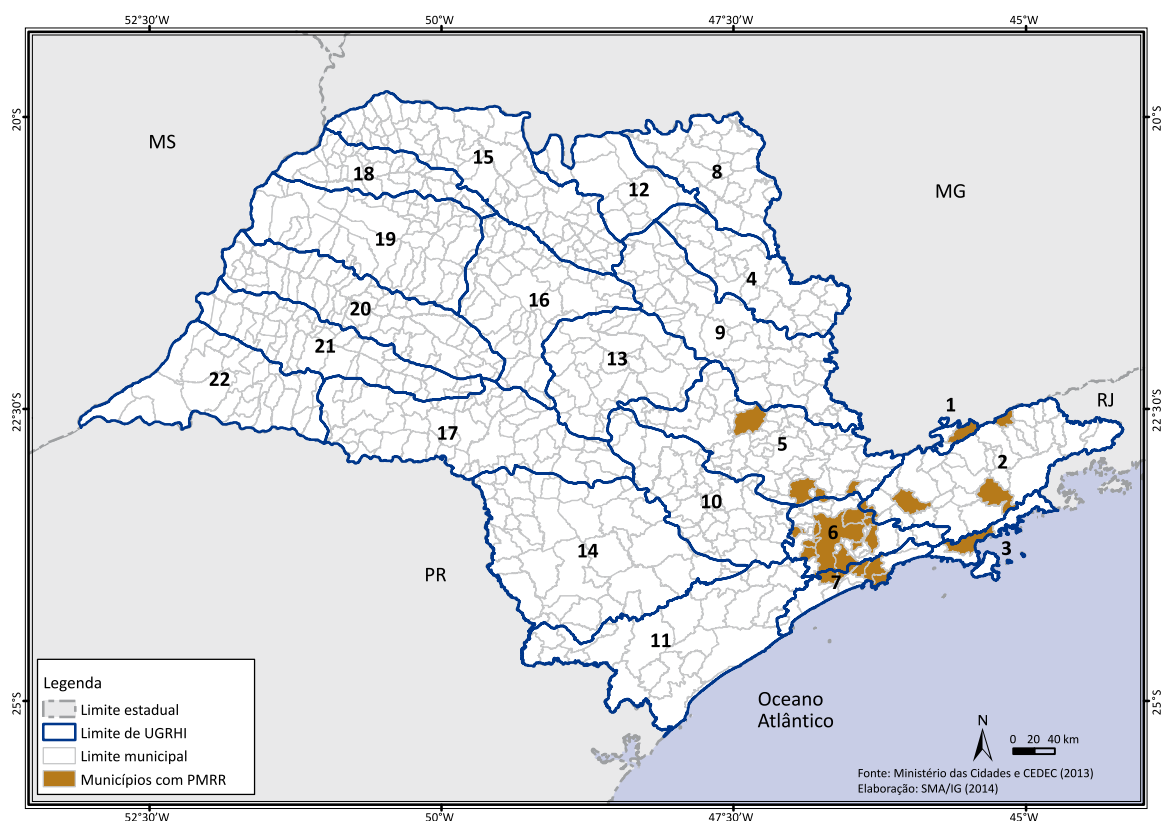 52°30'W 50°W 47°30'W 45°W
20°S 20°S
MS
MG
15
8
18
12
19
4
16
20
9
21
13
22
RJ
1
22°30'S 22°30'S
17
5
2
10
6
14
3
PR
7
11
Legenda
Limite estadual
Limite de UGRHI
Limite municipal
Municípios com PMRR
25°S 25°S
Oceano
Atlântico
N
0 20 40 km
Fonte: Ministério das Cidades e CEDEC (2013)
Elaboração: SMA/IG (2014)
52°30'W 50°W 47°30'W 45°W